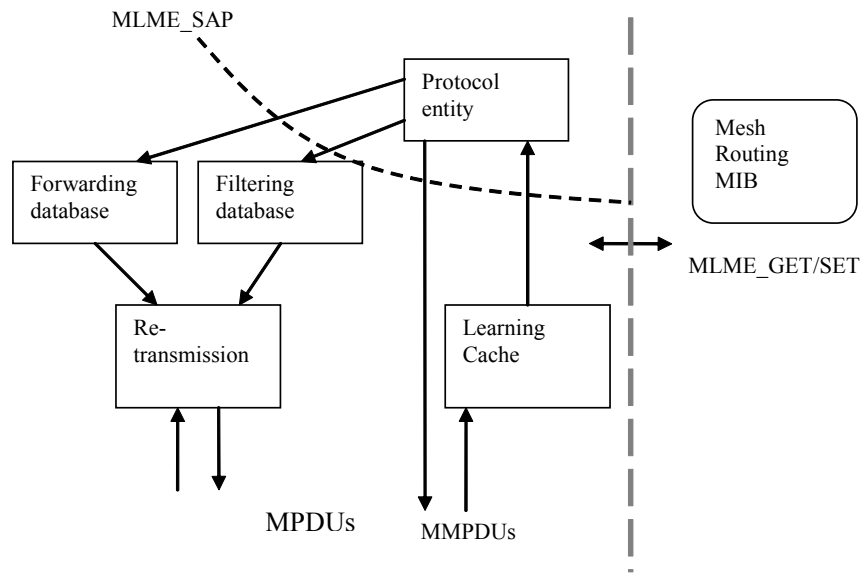 MLME_SAP
Protocol
entity
Mesh
Routing
MIB
Forwarding
database
Filtering
database
MLME_GET/SET
Re-
transmission
Learning
Cache
MPDUs
MMPDUs